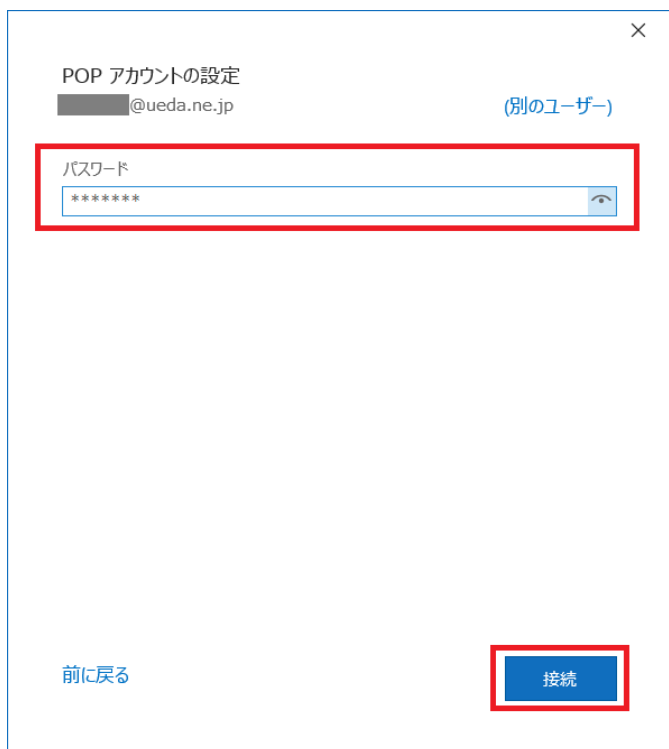 POP アカウントの設定
@ueda.ne.jp
(別のユーザー)
パスワード
*******
前に戻る
接続